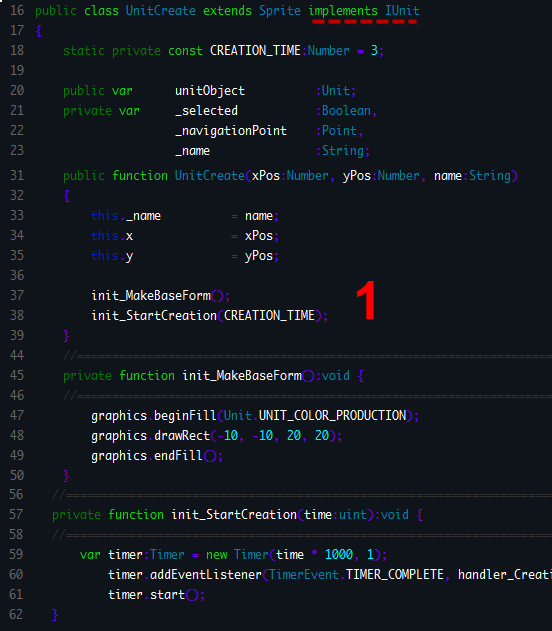 16 public class UnitCreate extends Sprite implements IUnit
17 {
18 static private const CREATION_TIME:Number = 3;
19
20 public var unitObject :Unit;
21 private var _selected :Boolean,
22 _navigationPoint :Point,
23 _name :String;
31 public function UnitCreate(xPos:Number, yPos:Number, name:String)
32 {
33 this._name = name;
34 this.x = xPos;
35 this.y = yPos;
36
37 init_MakeBaseForm();
38 init_StartCreation(CREATION_TIME);
1
39 }
44 //======================================================================
45 private function init_MakeBaseForm():void {
46 //======================================================================
47 graphics.beginFill(Unit.UNIT_COLOR_PRODUCTION);
48 graphics.drawRect(-10, -10, 20, 20);
49 graphics.endFill();
50 }
56 //======================================================================
57 private function init_StartCreation(time:uint):void {
58 //======================================================================
59 var timer:Timer = new Timer(time * 1000, 1);
60 timer.addEventListener(TimerEvent.TIMER_COMPLETE, handler_Creati
61 timer.start();
62 }